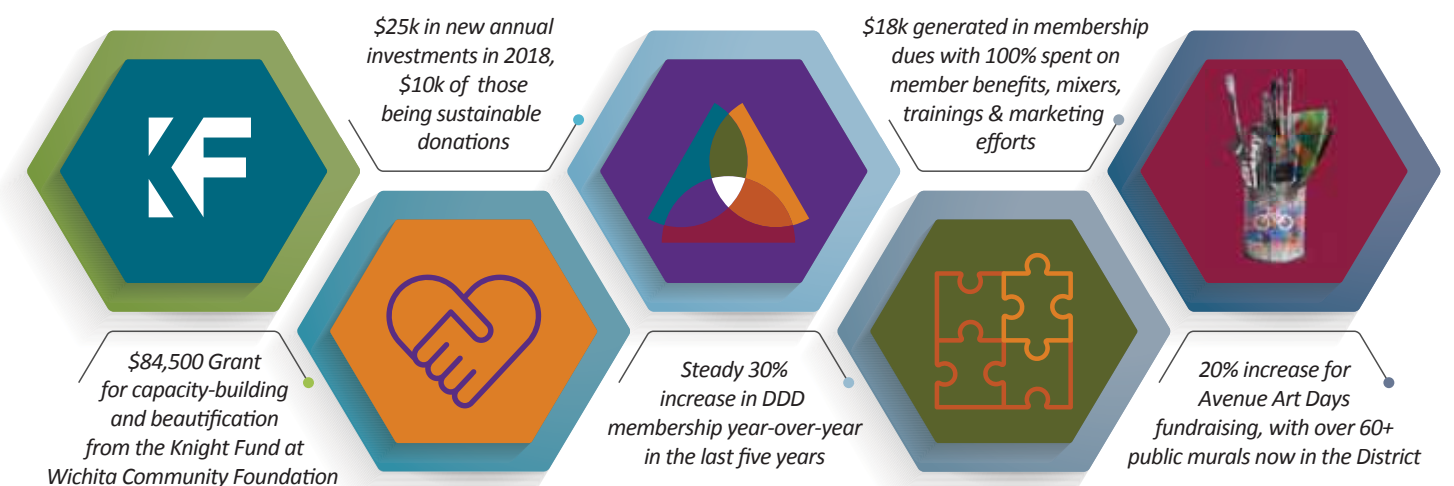 KF
$84,500 Grant
for capacity-building
and beautification
from the Knight Fund at
Wichita Community Foundation
$25k in new annual
investments in 2018,
$10k of those
being sustainable
donations
Steady 30%
increase in DDD
membership year-over-year
in the last five years
$18k generated in membership
dues with 100% spent on
member benefits, mixers,
trainings & marketing
efforts
20% increase for
Avenue Art Days
fundraising, with over 60+
public murals now in the District